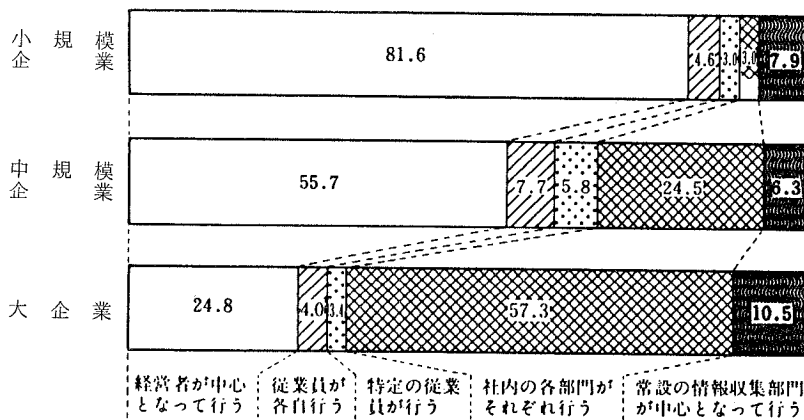 小規模
企業
81.6
4.6
3.0
3.0
7.9
中規模
企業
55.7
7.7
5.8
24.5
6.3
大企業
24.8
4.0
3.4
57.3
10.5
経営者が中心
となって行う
従業員が
各自行う
特定の従業
員が行う
社内の各部門が
それぞれ行う
常設の情報収集部門
が中心となって行う